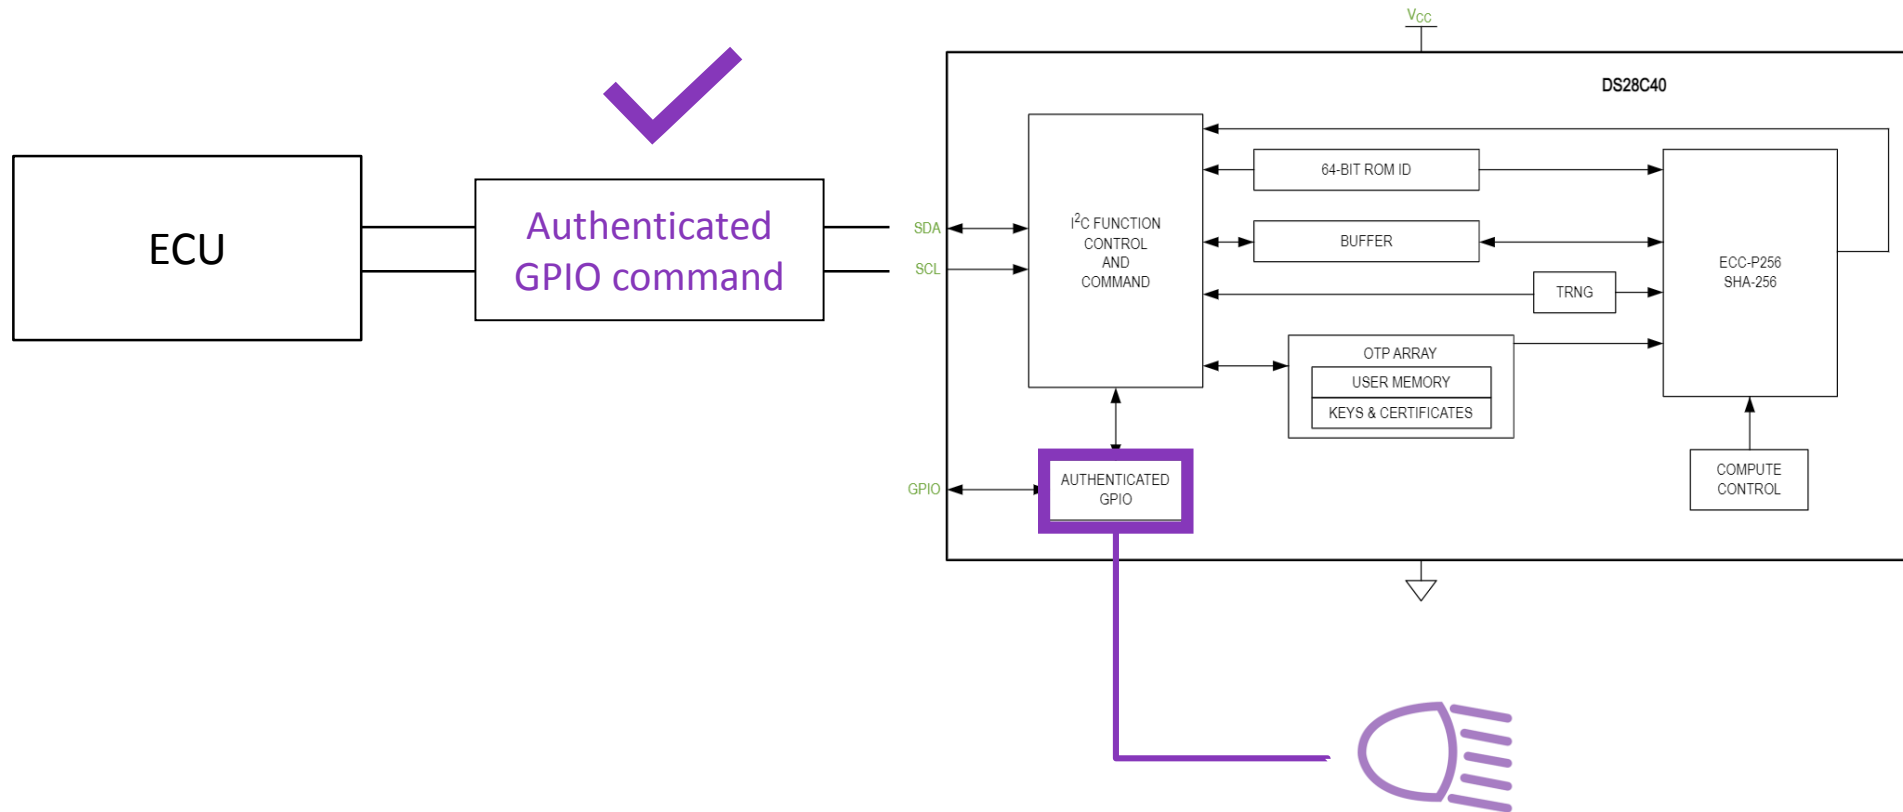 ECU
Authenticated
GPIO command
V_CC
DS28C40
SDA
SCL
GPIO
I²C FUNCTION
CONTROL
AND
COMMAND
64-BIT ROM ID
BUFFER
TRNG
OTP ARRAY
USER MEMORY
KEYS & CERTIFICATES
ECC-P256
SHA-256
COMPUTE
CONTROL
AUTHENTICATED
GPIO